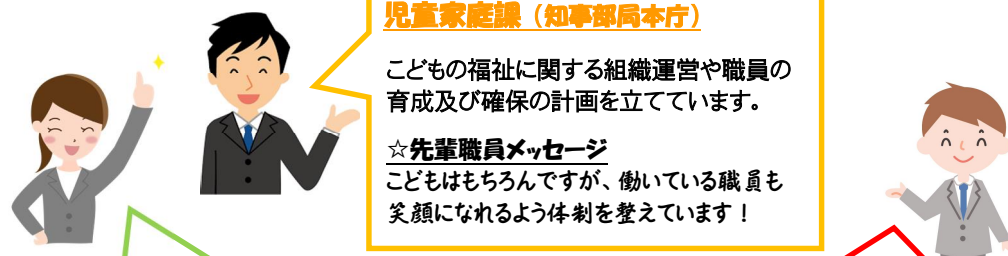 児童家庭課(知事部局本庁)
こどもの福祉に関する組織運営や職員の
育成及び確保の計画を立てています。
☆先輩職員メッセージ
こどもはもちろんですが、働いている職員も
笑顔になれるよう体制を整えています!